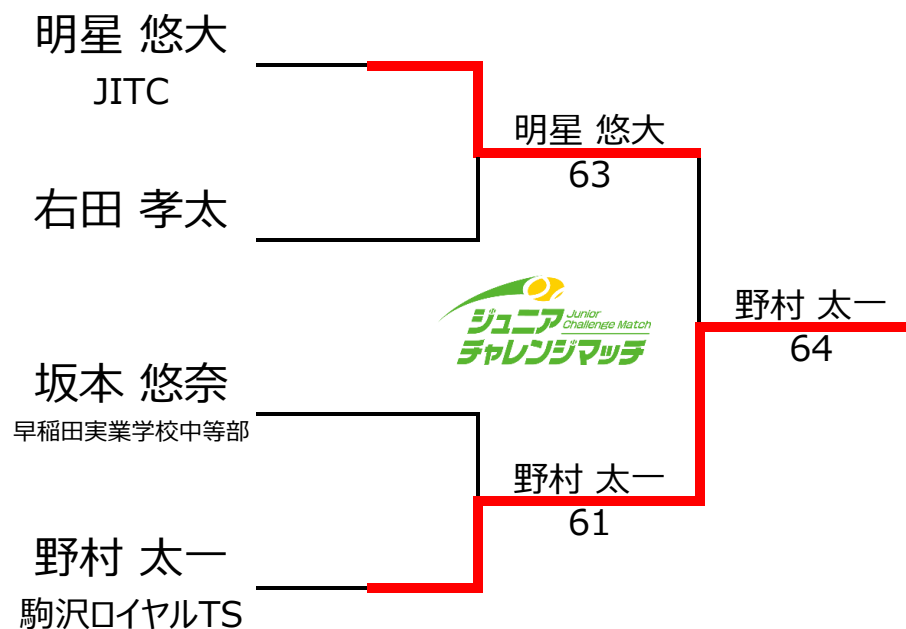 明星 悠大
JITC
右田 孝太
坂本 悠奈
早稲田実業学校中等部
野村 太一
駒沢ロイヤルTS
明星 悠大
63
ジュニア
Junior
Challenge Match
チャレンジマッチ
野村 太一
61
野村 太一
64